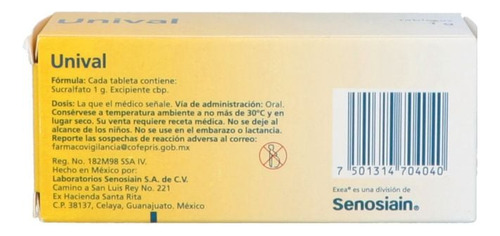 Unival
Unival
Fórmula: Cada tableta contiene:
Sucralfato 1 g. Excipiente cbp.
Dosis: La que el médico señale. Vía de administración: Oral.
Consérvese a temperatura ambiente a no más de 30°C y en
lugar seco. Su venta requiere receta médica. No se deje al
alcance de los niños. No se use en el embarazo o lactancia.
Reporte las sospechas de reacción adversa al correo:
farmacovigilancia@cofepris.gob.mx
Reg. No. 182M98 SSA IV.
Hecho en México por:
Laboratorios Senosiain S.A. de C.V.
Camino a San Luis Rey No. 221
Ex Hacienda Santa Rita
C.P. 38137, Celaya, Guanajuato. México
7 501314 704040
Exea® es una división de
Senosiain®